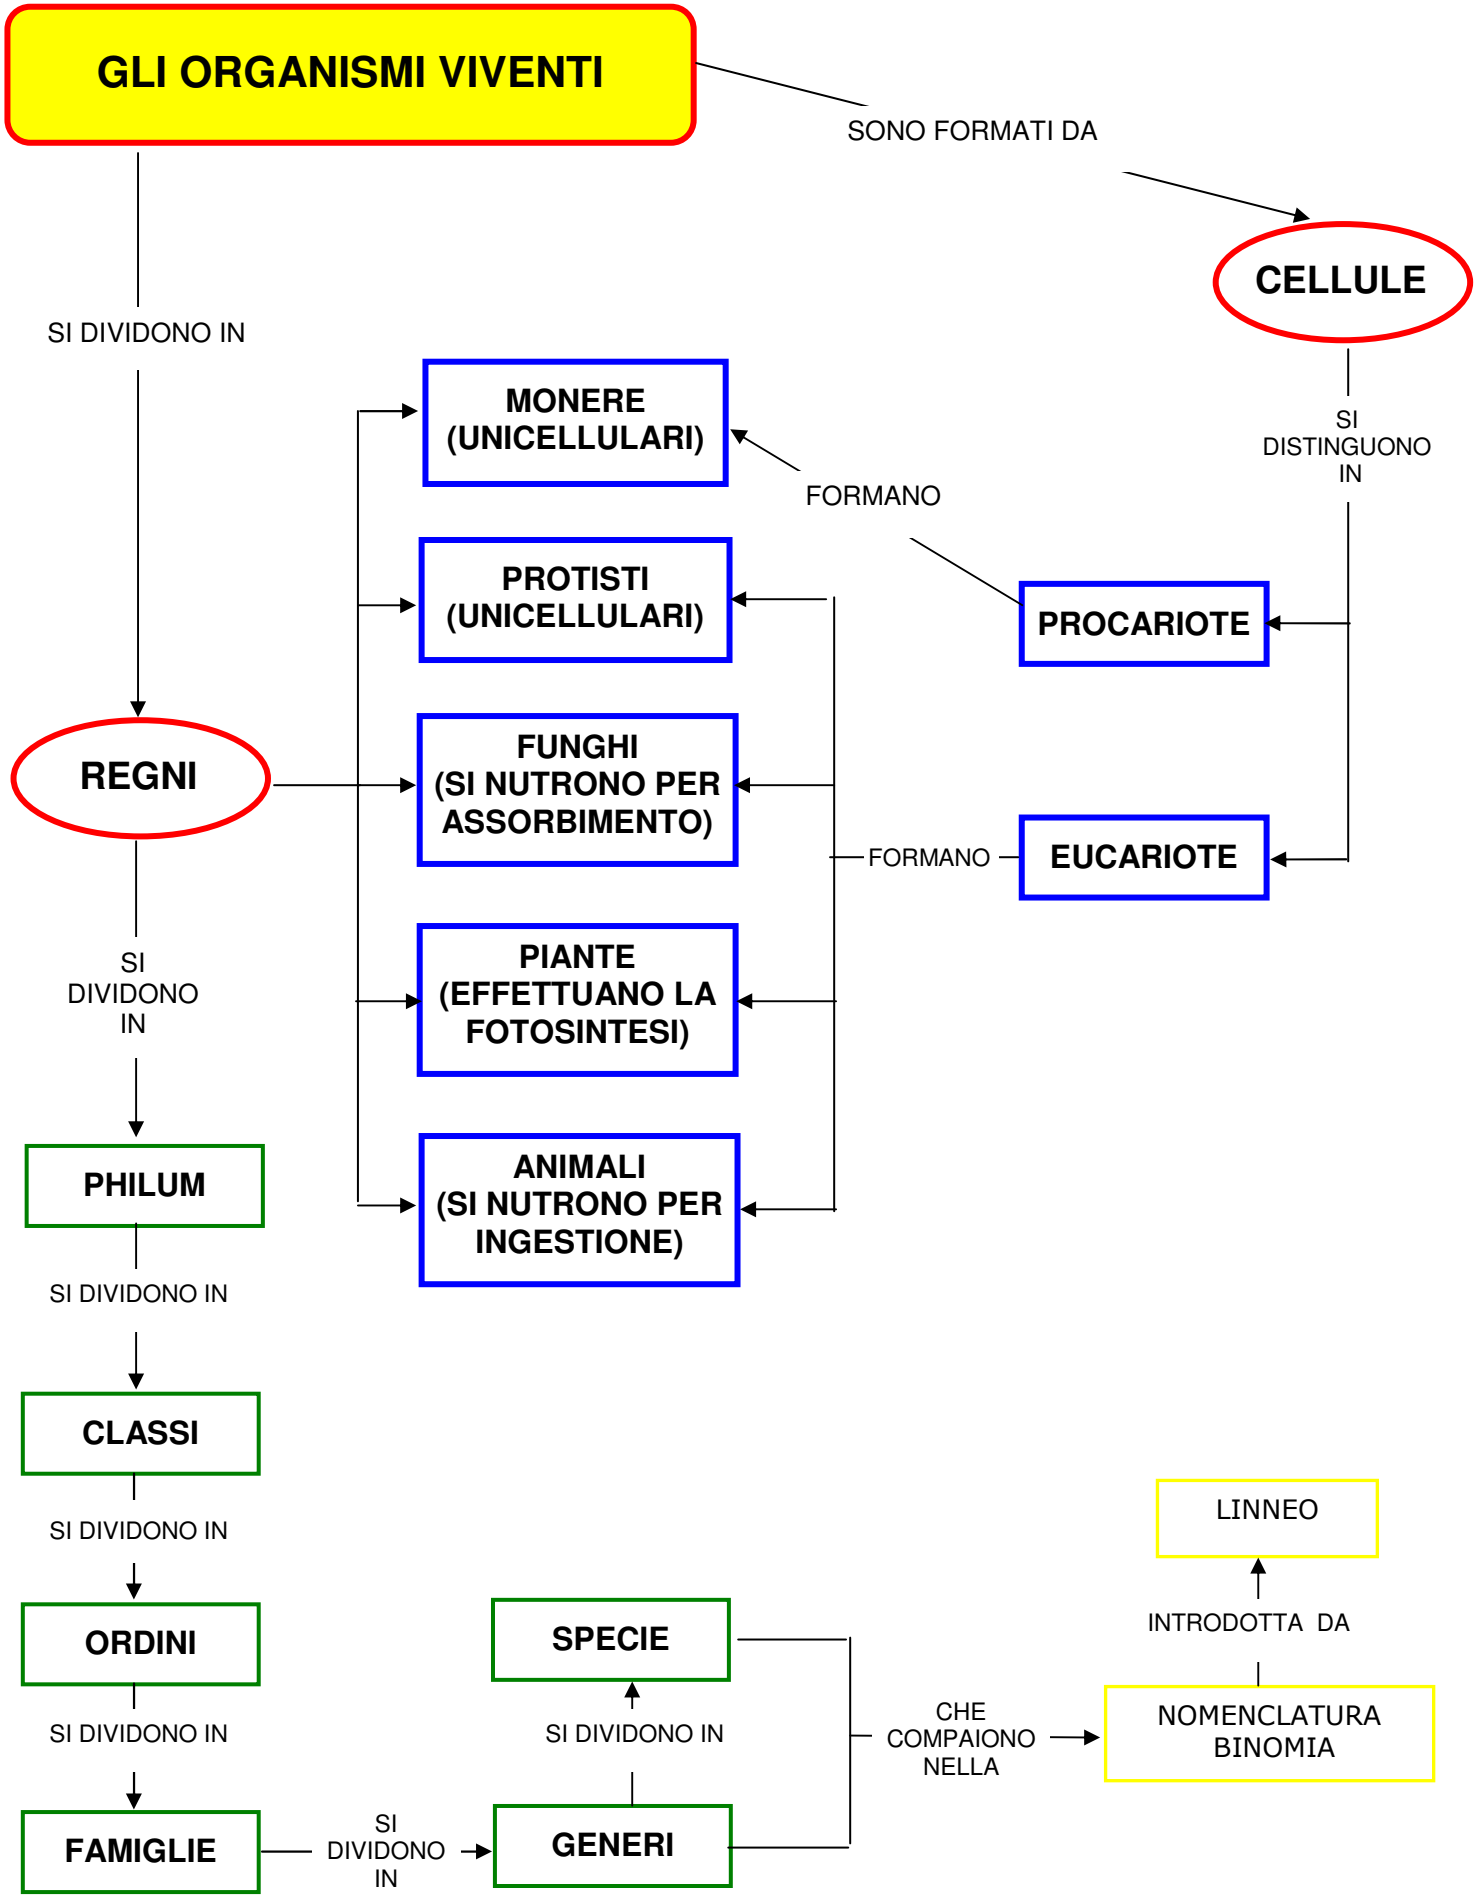 GLI ORGANISMI VIVENTI
SONO FORMATI DA
CELLULE
SI DIVIDONO IN
MONERE
(UNICELLULARI)
SI
DISTINGUONO
IN
FORMANO
PROTISTI
(UNICELLULARI)
PROCARIOTE
REGNI
FUNGHI
(SI NUTRONO PER
ASSORBIMENTO)
FORMANO
EUCARIOTE
SI
DIVIDONO
IN
PIANTE
(EFFETTUANO LA
FOTOSINTESI)
PHILUM
ANIMALI
(SI NUTRONO PER
INGESTIONE)
SI DIVIDONO IN
CLASSI
SI DIVIDONO IN
LINNEO
ORDINI
SPECIE
INTRODOTTA  DA
SI DIVIDONO IN
SI DIVIDONO IN
CHE
COMPAIONO
NELLA
NOMENCLATURA
BINOMIA
FAMIGLIE
SI
DIVIDONO
IN
GENERI